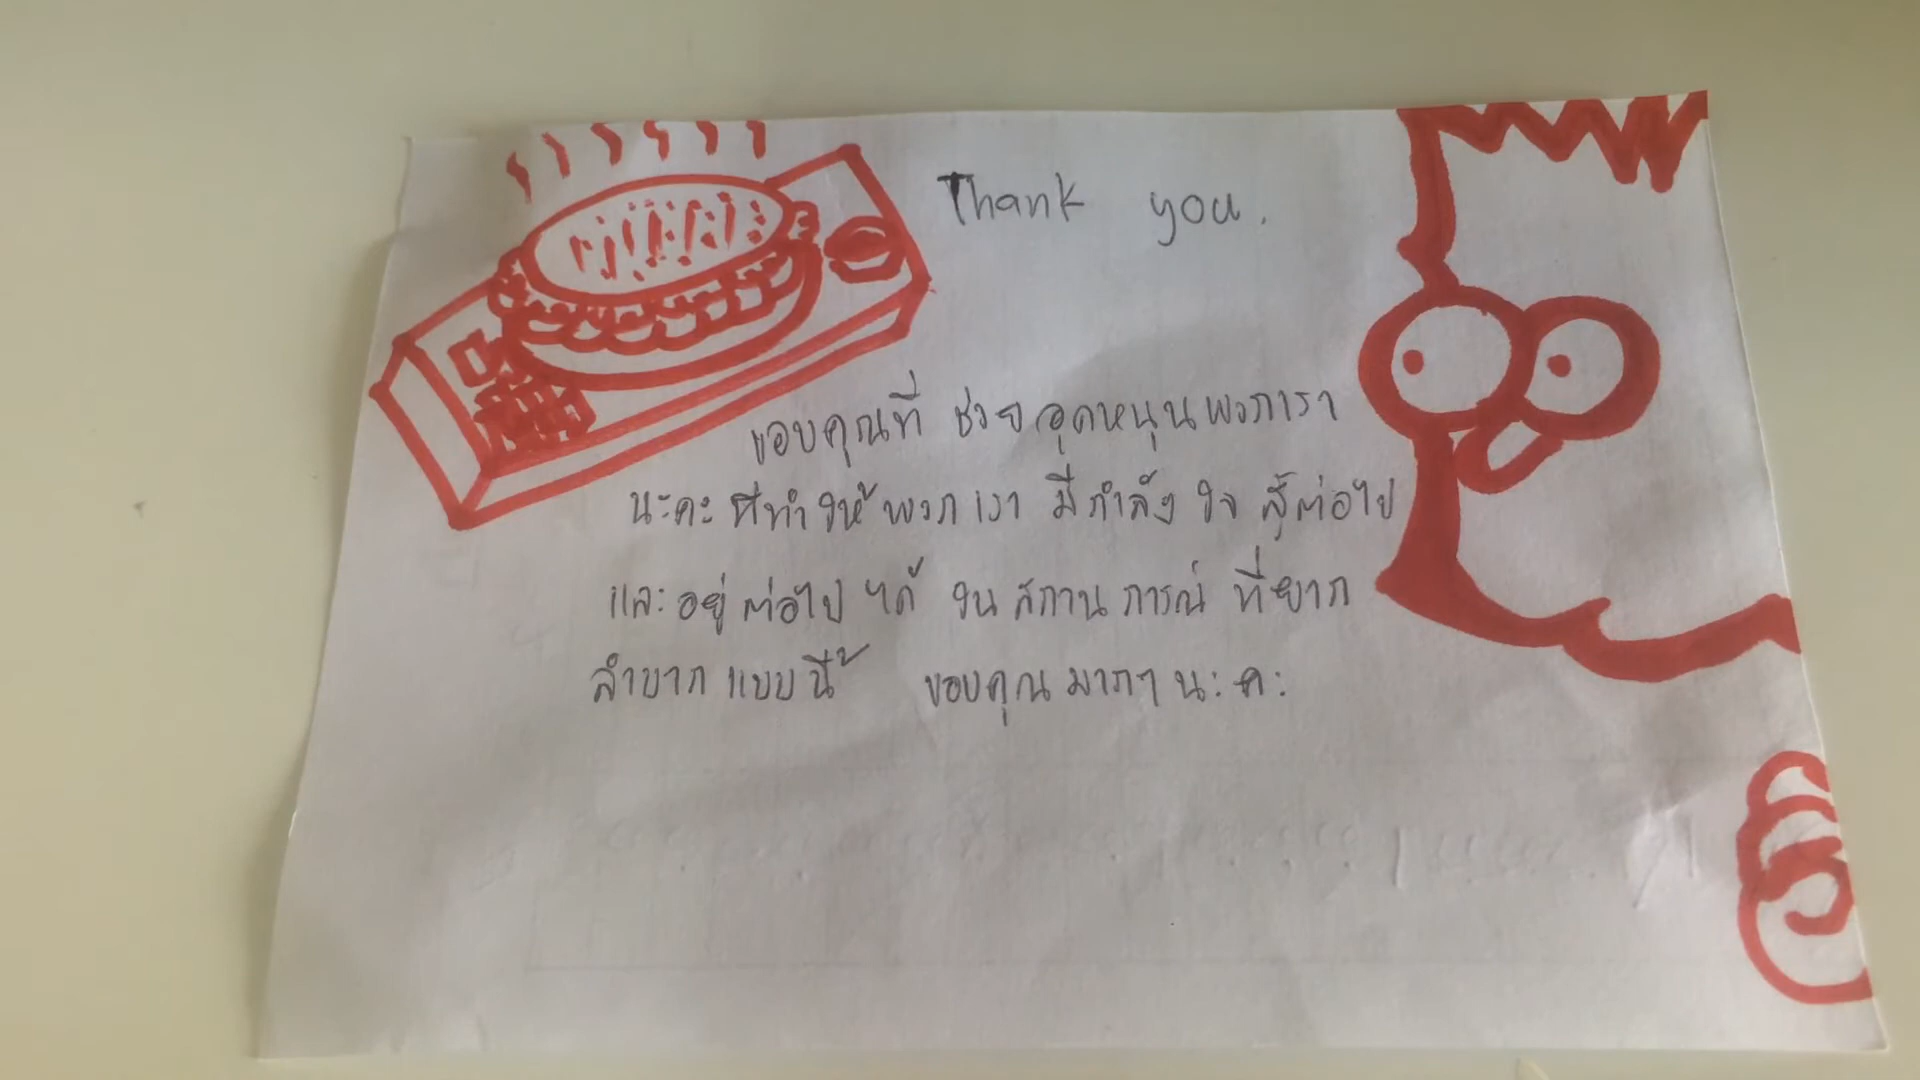 Thank you.
ขอบคุณที่ ช่วย อุดหนุน พวกเรา
นะคะ ที่ทำให้ พวกเรา มีกำลังใจ สู้ต่อไป
และ อยู่ต่อไป ได้ ใน สถานการณ์ ที่ยาก
ลำบาก แบบนี้ ขอบคุณ มากๆ นะคะ